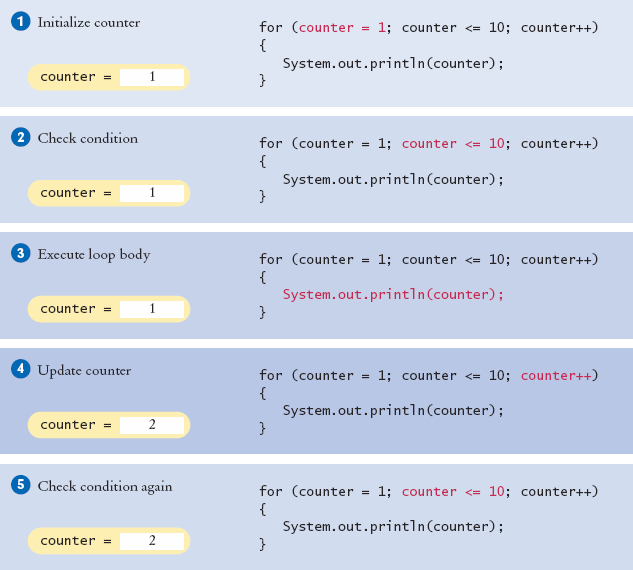 1 Initialize counter
counter = 1
for (counter = 1; counter <= 10; counter++)
{
System.out.println(counter);
}
2 Check condition
counter = 1
for (counter = 1; counter <= 10; counter++)
{
System.out.println(counter);
}
3 Execute loop body
counter = 1
for (counter = 1; counter <= 10; counter++)
{
System.out.println(counter);
}
4 Update counter
counter = 2
for (counter = 1; counter <= 10; counter++)
{
System.out.println(counter);
}
5 Check condition again
counter = 2
for (counter = 1; counter <= 10; counter++)
{
System.out.println(counter);
}